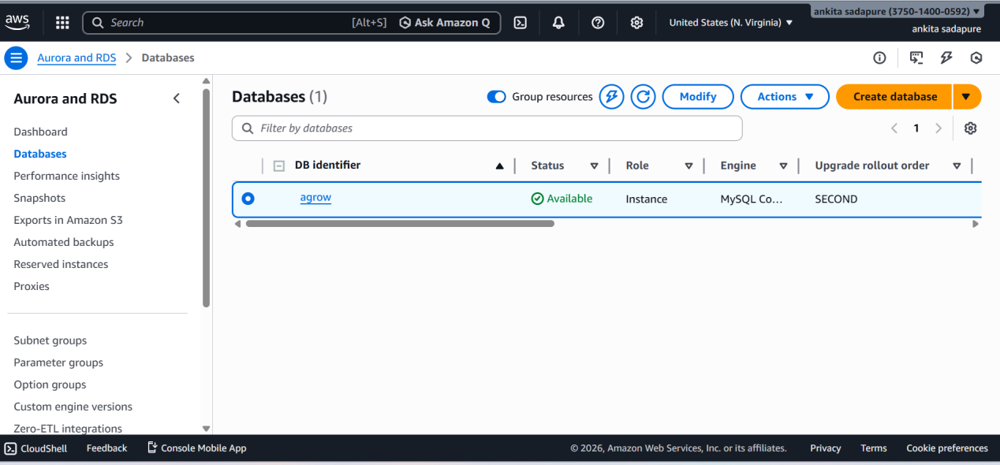 aws
Search [Alt+S] Ask Amazon Q United States (N. Virginia) ▼ ankita sadapure (3750-1400-0592) ▼
ankita sadapure
Aurora and RDS > Databases
Aurora and RDS
Dashboard
Databases
Performance insights
Snapshots
Exports in Amazon S3
Automated backups
Reserved instances
Proxies
Subnet groups
Parameter groups
Option groups
Custom engine versions
Zero-ETL integrations
Databases (1) Group resources Modify Actions ▼ Create database ▼
Filter by databases 1
DB identifier Status Role Engine Upgrade rollout order
agrow Available Instance MySQL Co... SECOND
CloudShell Feedback Console Mobile App © 2026, Amazon Web Services, Inc. or its affiliates. Privacy Terms Cookie preferences